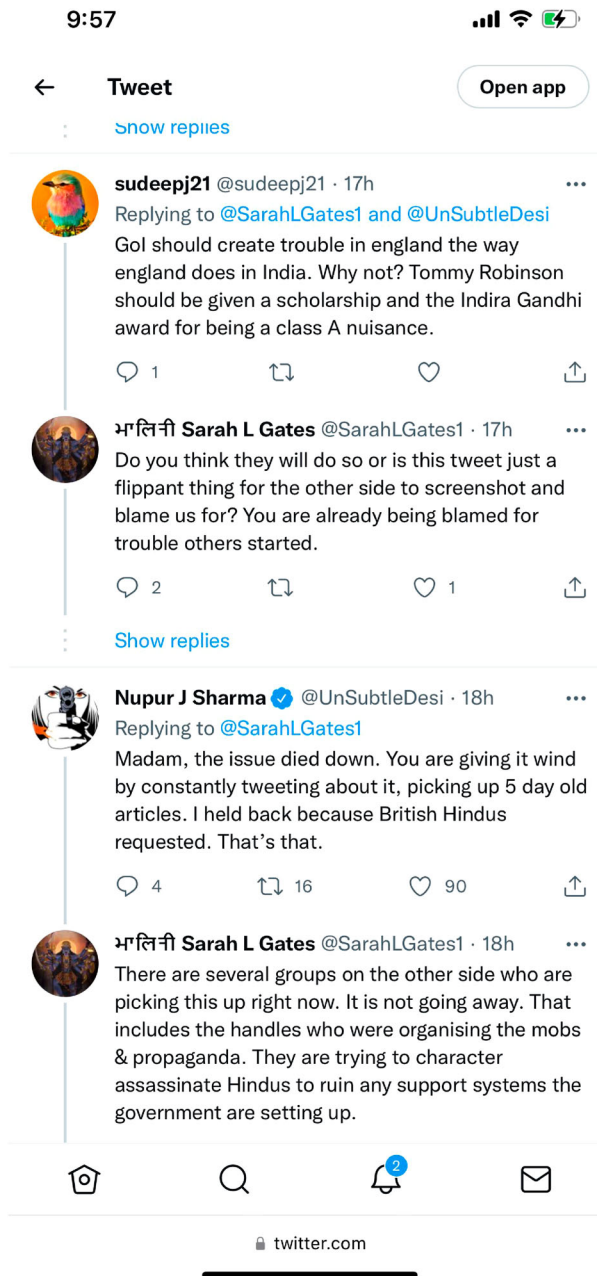 9:57
Tweet
Open app
Show replies
sudeepj21 @sudeepj21 · 17h
Replying to @SarahLGates1 and @UnSubtleDesi
GoI should create trouble in england the way
england does in India. Why not? Tommy Robinson
should be given a scholarship and the Indira Gandhi
award for being a class A nuisance.
1
Sarah L Gates @SarahLGates1 · 17h
Do you think they will do so or is this tweet just a
flippant thing for the other side to screenshot and
blame us for? You are already being blamed for
trouble others started.
2 1
Show replies
Nupur J Sharma @UnSubtleDesi · 18h
Replying to @SarahLGates1
Madam, the issue died down. You are giving it wind
by constantly tweeting about it, picking up 5 day old
articles. I held back because British Hindus
requested. That's that.
4 16 90
Sarah L Gates @SarahLGates1 · 18h
There are several groups on the other side who are
picking this up right now. It is not going away. That
includes the handles who were organising the mobs
& propaganda. They are trying to character
assassinate Hindus to ruin any support systems the
government are setting up.
2
twitter.com